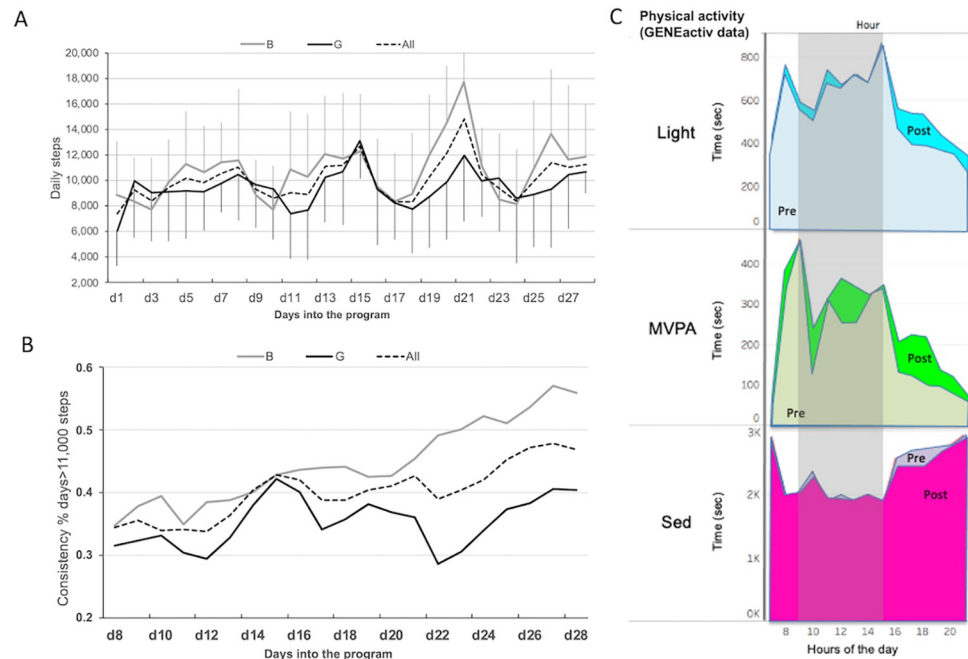 A
B G All
20,000
18,000
16,000
14,000
12,000
10,000
8,000
6,000
4,000
2,000
Daily steps
d1 d3 d5 d7 d9 d11 d13 d15 d17 d19 d21 d23 d25 d27
Days into the program
B
B G All
0.6
0.5
0.4
0.3
0.2
Consistency % days>11,000 steps
d8 d10 d12 d14 d16 d18 d20 d22 d24 d26 d28
Days into the program
C
Physical activity
(GENEactiv data)
Hour
Light
Time (sec)
800
600
400
200
0
Post
Pre
MVPA
Time (sec)
400
300
200
100
0
Post
Pre
Sed
Time (sec)
3K
2K
1K
0K
Pre
Post
8 10 12 14 16 18 20
Hours of the day